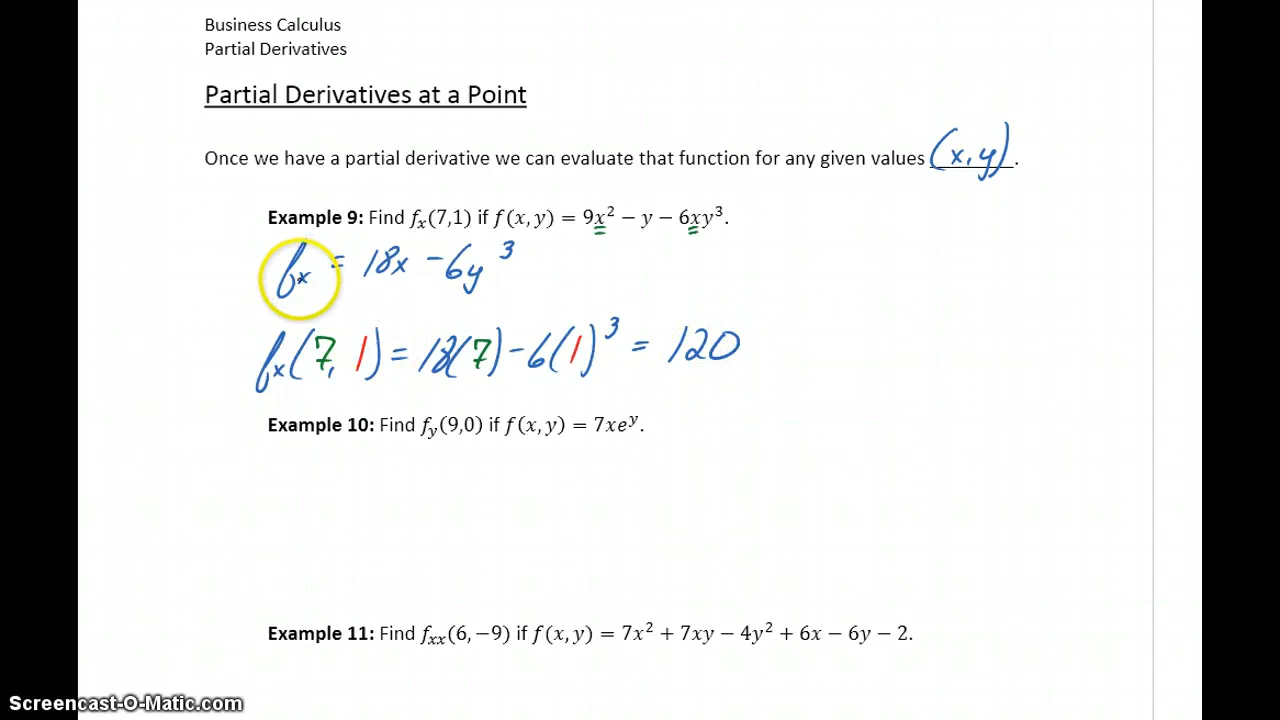 Business Calculus
Partial Derivatives
Partial Derivatives at a Point
Once we have a partial derivative we can evaluate that function for any given values (x, y).
Example 9: Find fₓ(7,1) if f(x, y) = 9x² − y − 6xy³.
fₓ = 18x − 6y³
fₓ(7, 1) = 18(7) − 6(1)³ = 120
Example 10: Find f_y(9,0) if f(x, y) = 7xeʸ.
Example 11: Find fₓₓ(6, −9) if f(x, y) = 7x² + 7xy − 4y² + 6x − 6y − 2.
Screencast-O-Matic.com